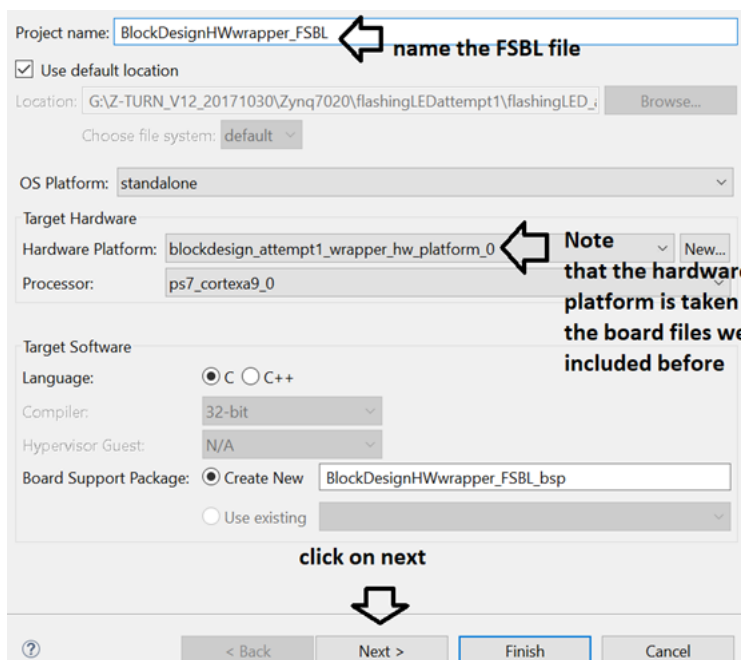 Project name: BlockDesignHWwrapper_FSBL
name the FSBL file
Use default location
Location: G:\Z-TURN_V12_20171030\Zynq7020\flashingLEDattempt1\flashingLED_ Browse...
Choose file system: default
OS Platform: standalone
Target Hardware
Hardware Platform: blockdesign_attempt1_wrapper_hw_platform_0 New...
Processor: ps7_cortexa9_0
Note
that the hardware
platform is taken
the board files we
included before
Target Software
Language: C C++
Compiler: 32-bit
Hypervisor Guest: N/A
Board Support Package: Create New BlockDesignHWwrapper_FSBL_bsp
Use existing
click on next
? < Back Next > Finish Cancel